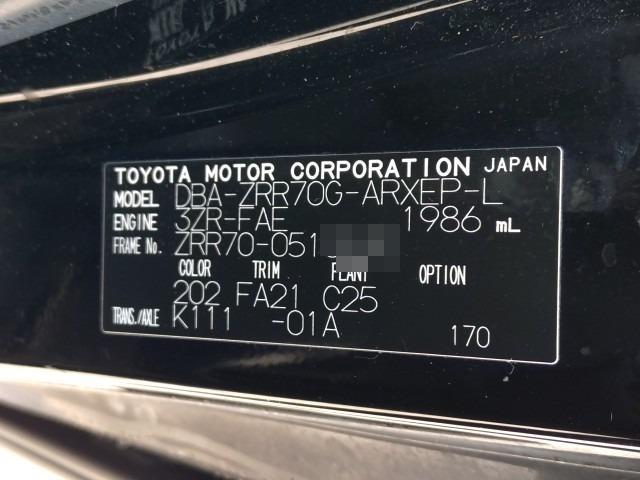 TOYOTA MOTOR CORPORATION JAPAN
MODEL DBA-ZRR70G-ARXEP-L
ENGINE 3ZR-FAE 1986 mL
FRAME No. ZRR70-051
COLOR TRIM PLANT OPTION
202 FA21 C25
TRANS./AXLE K111 -01A 170